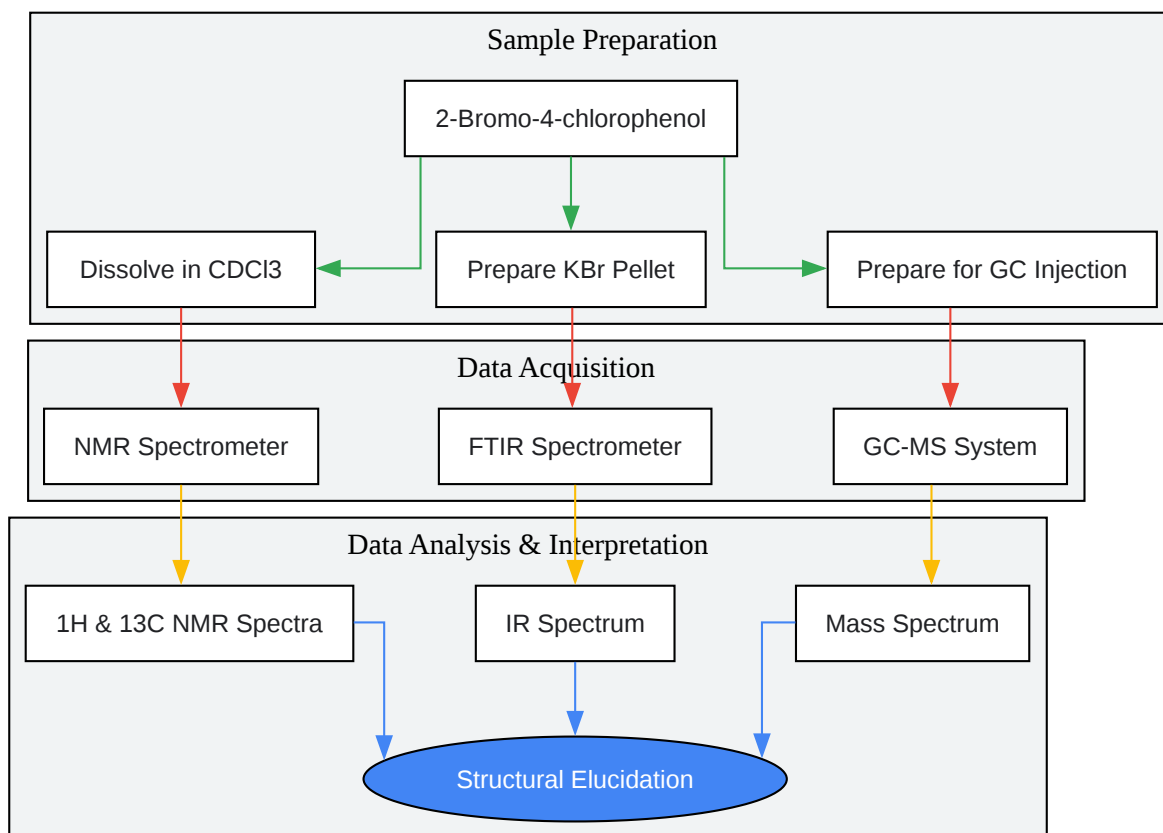 Sample Preparation
2-Bromo-4-chlorophenol
Dissolve in CDCl3
Prepare KBr Pellet
Prepare for GC Injection
Data Acquisition
NMR Spectrometer
FTIR Spectrometer
GC-MS System
Data Analysis & Interpretation
1H & 13C NMR Spectra
IR Spectrum
Mass Spectrum
Structural Elucidation